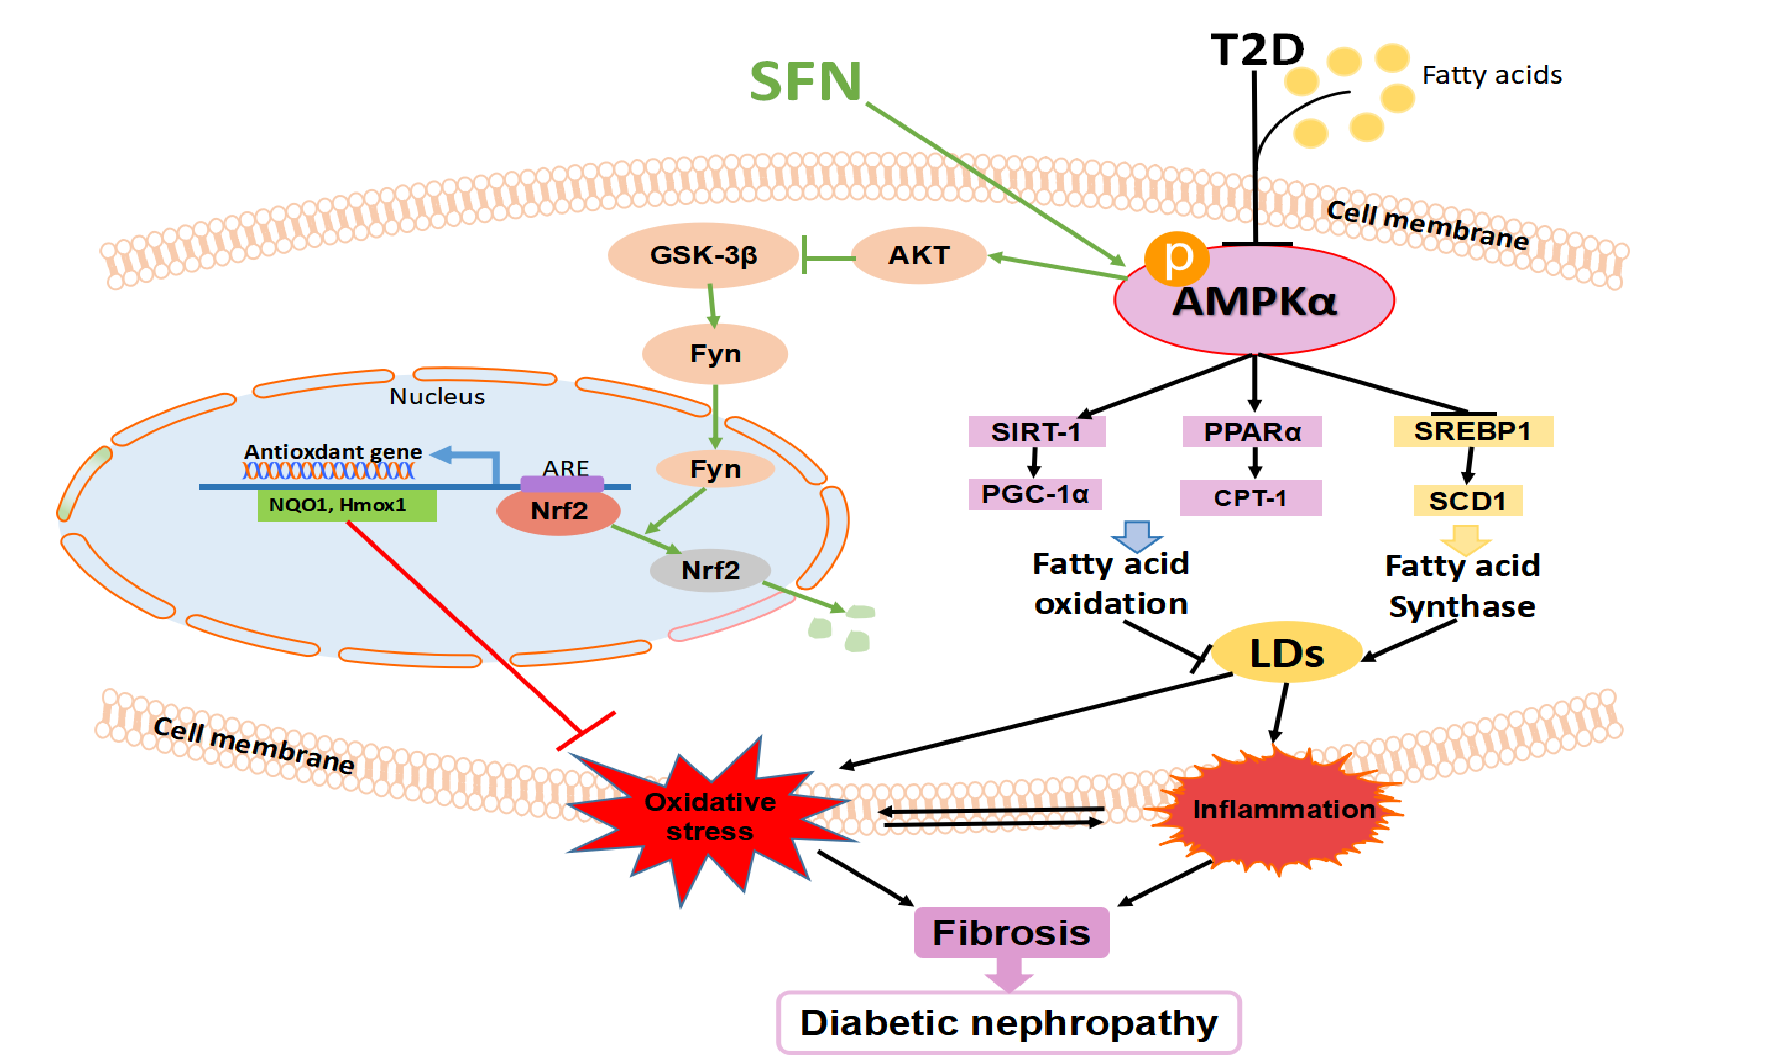 T2D
Fatty acids
SFN
Cell membrane
GSK-3β
AKT
p
AMPKα
Fyn
Nucleus
SIRT-1
PPARα
SREBP1
Antioxdant gene
ARE
Fyn
NQO1, Hmox1
Nrf2
PGC-1α
CPT-1
SCD1
Nrf2
Fatty acid
oxidation
Fatty acid
Synthase
LDs
Cell membrane
Oxidative
stress
Inflammation
Fibrosis
Diabetic nephropathy